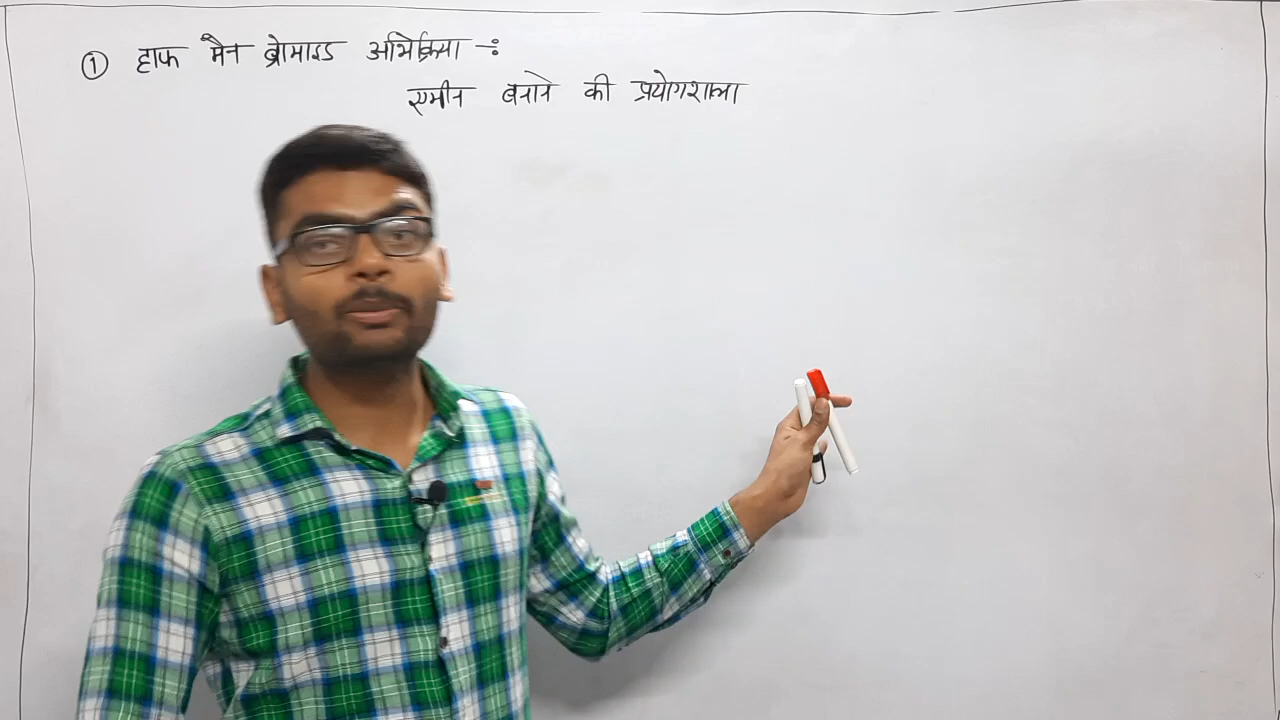 ① हाफ मैन ब्रोमाइड अभिक्रिया -:
एमीन बनाने की प्रयोगशाला